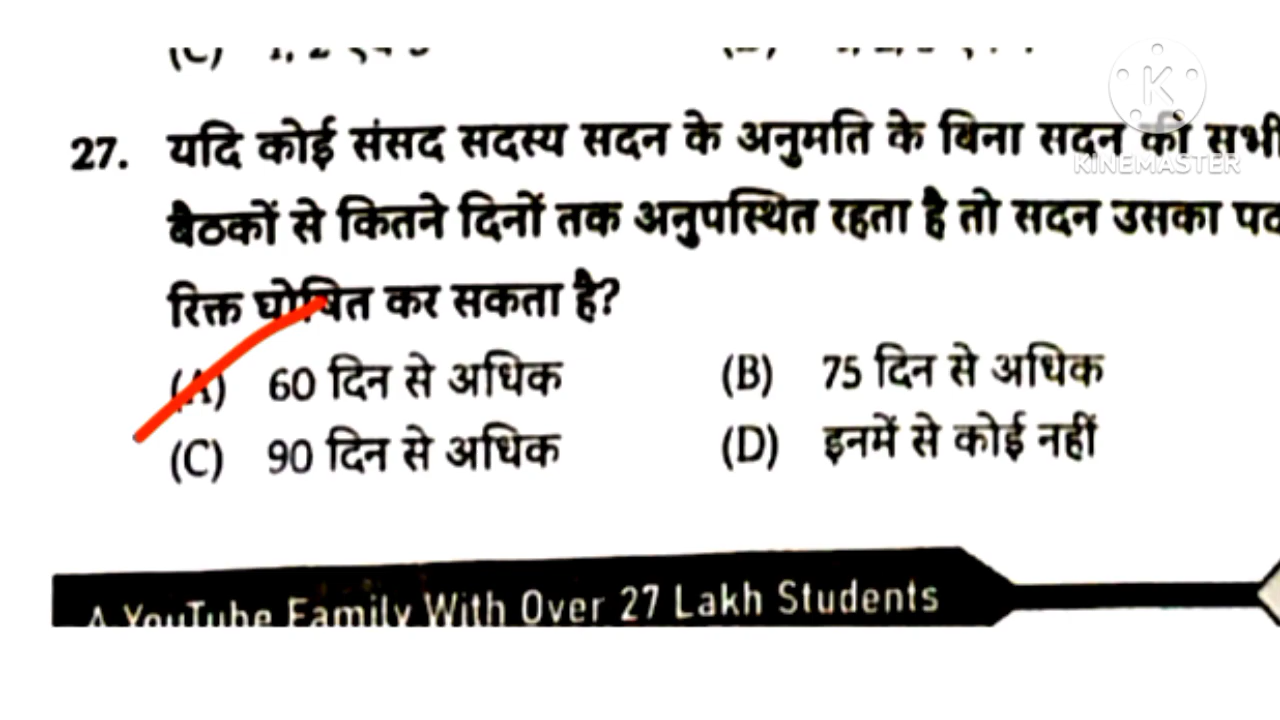 27. यदि कोई संसद सदस्य सदन के अनुमति के बिना सदन की सभी
बैठकों से कितने दिनों तक अनुपस्थित रहता है तो सदन उसका पद
रिक्त घोषित कर सकता है?
(A) 60 दिन से अधिक (B) 75 दिन से अधिक
(C) 90 दिन से अधिक (D) इनमें से कोई नहीं
A YouTube Family With Over 27 Lakh Students
K
KINEMASTER